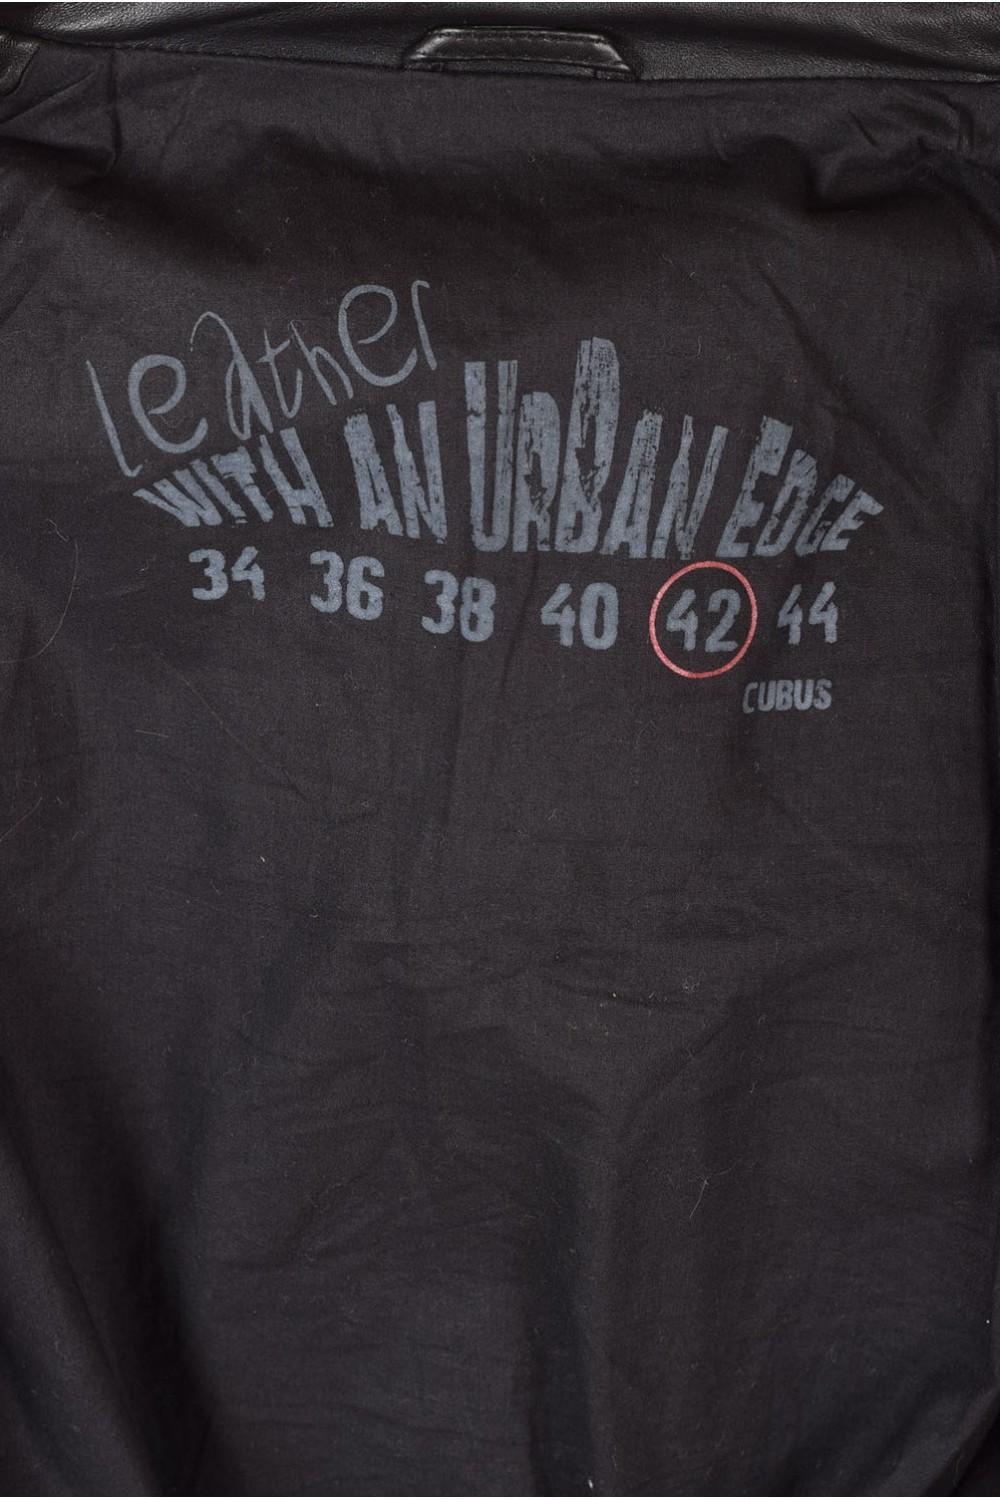 Leather
WITH AN URBAN EDGE
34 36 38 40 42 44
CUBUS